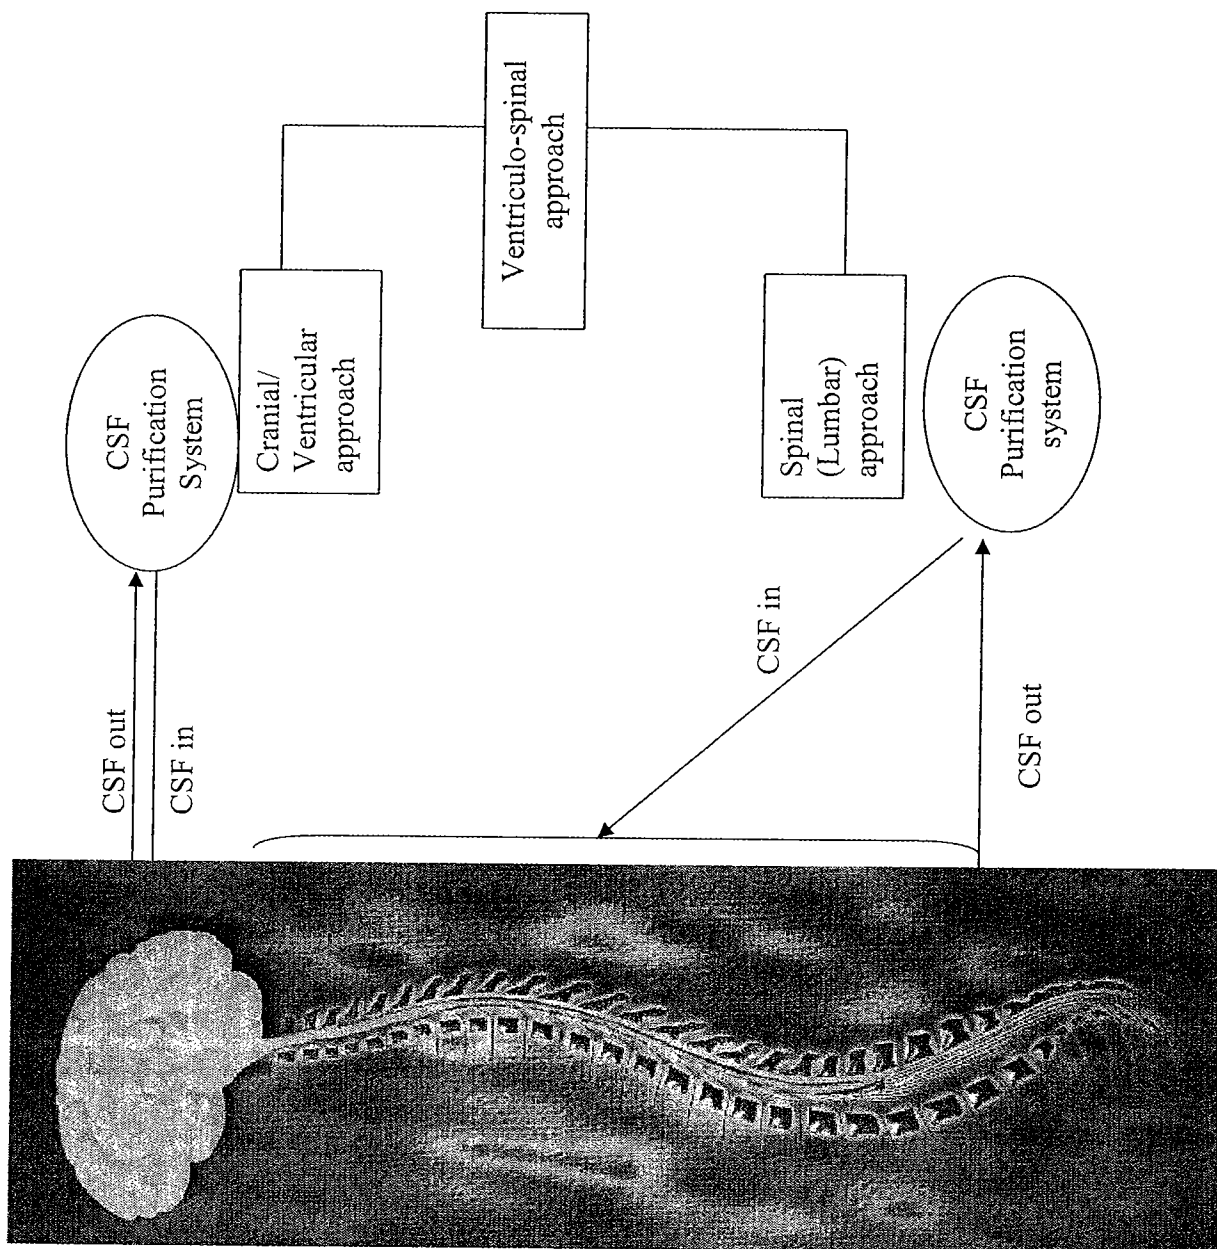 CSF
Purification
System
Cranial/
Ventricular
approach
Ventriculo-spinal
approach
Spinal
(Lumbar)
approach
CSF
Purification
system
CSF out
CSF in
CSF in
CSF out